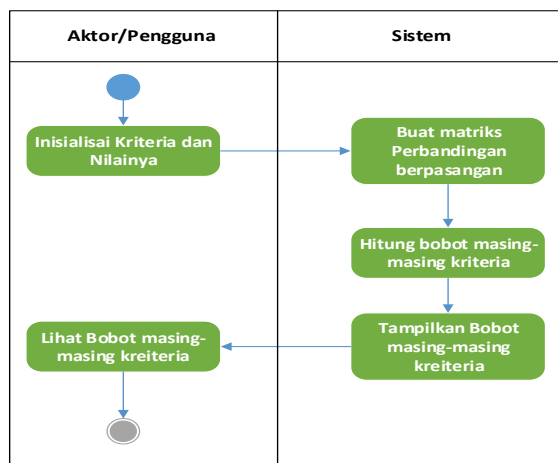 Aktor/Pengguna
Sistem
Inisialisai Kriteria dan
Nilainya
Buat matriks
Perbandingan
berpasangan
Hitung bobot masing-
masing kriteria
Tampilkan Bobot
masing-masing
kreiteria
Lihat Bobot masing-
masing kreiteria